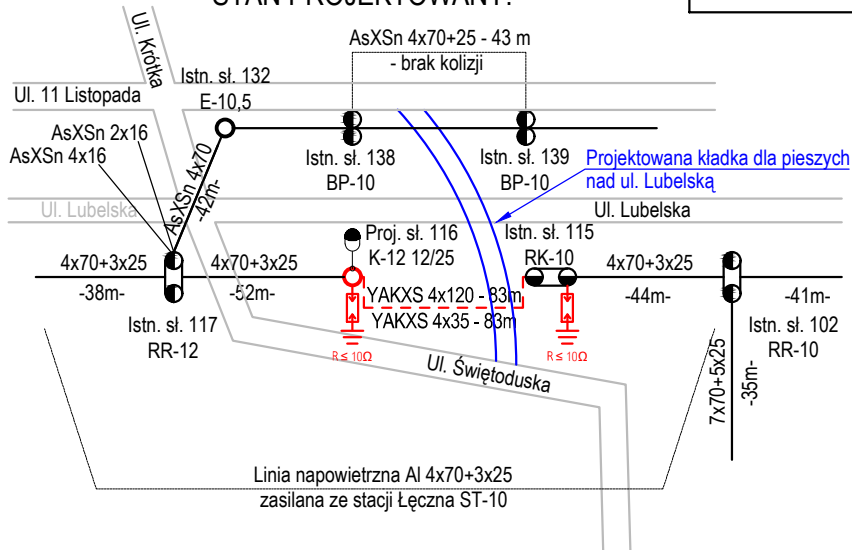 STAN PROJEKTOWANY:
Ul. Krótka
AsXSn 4x70+25 - 43 m
- brak kolizji
Istn. sł. 132
E-10,5
Ul. 11 Listopada
AsXSn 2x16
AsXSn 4x16
AsXSn 4x70
-42m-
Istn. sł. 138
BP-10
Istn. sł. 139
BP-10
Projektowana kładka dla pieszych
nad ul. Lubelską
Ul. Lubelska
Ul. Lubelska
Proj. sł. 116
K-12 12/25
Istn. sł. 115
RK-10
4x70+3x25
-38m-
4x70+3x25
-52m-
YAKXS 4x120 - 83m
YAKXS 4x35 - 83m
4x70+3x25
-44m-
-41m-
Istn. sł. 117
RR-12
Istn. sł. 102
RR-10
R ≤ 10Ω
R ≤ 10Ω
Ul. Świętoduska
7x70+5x25
-35m-
Linia napowietrzna Al 4x70+3x25
zasilana ze stacji Łęczna ST-10